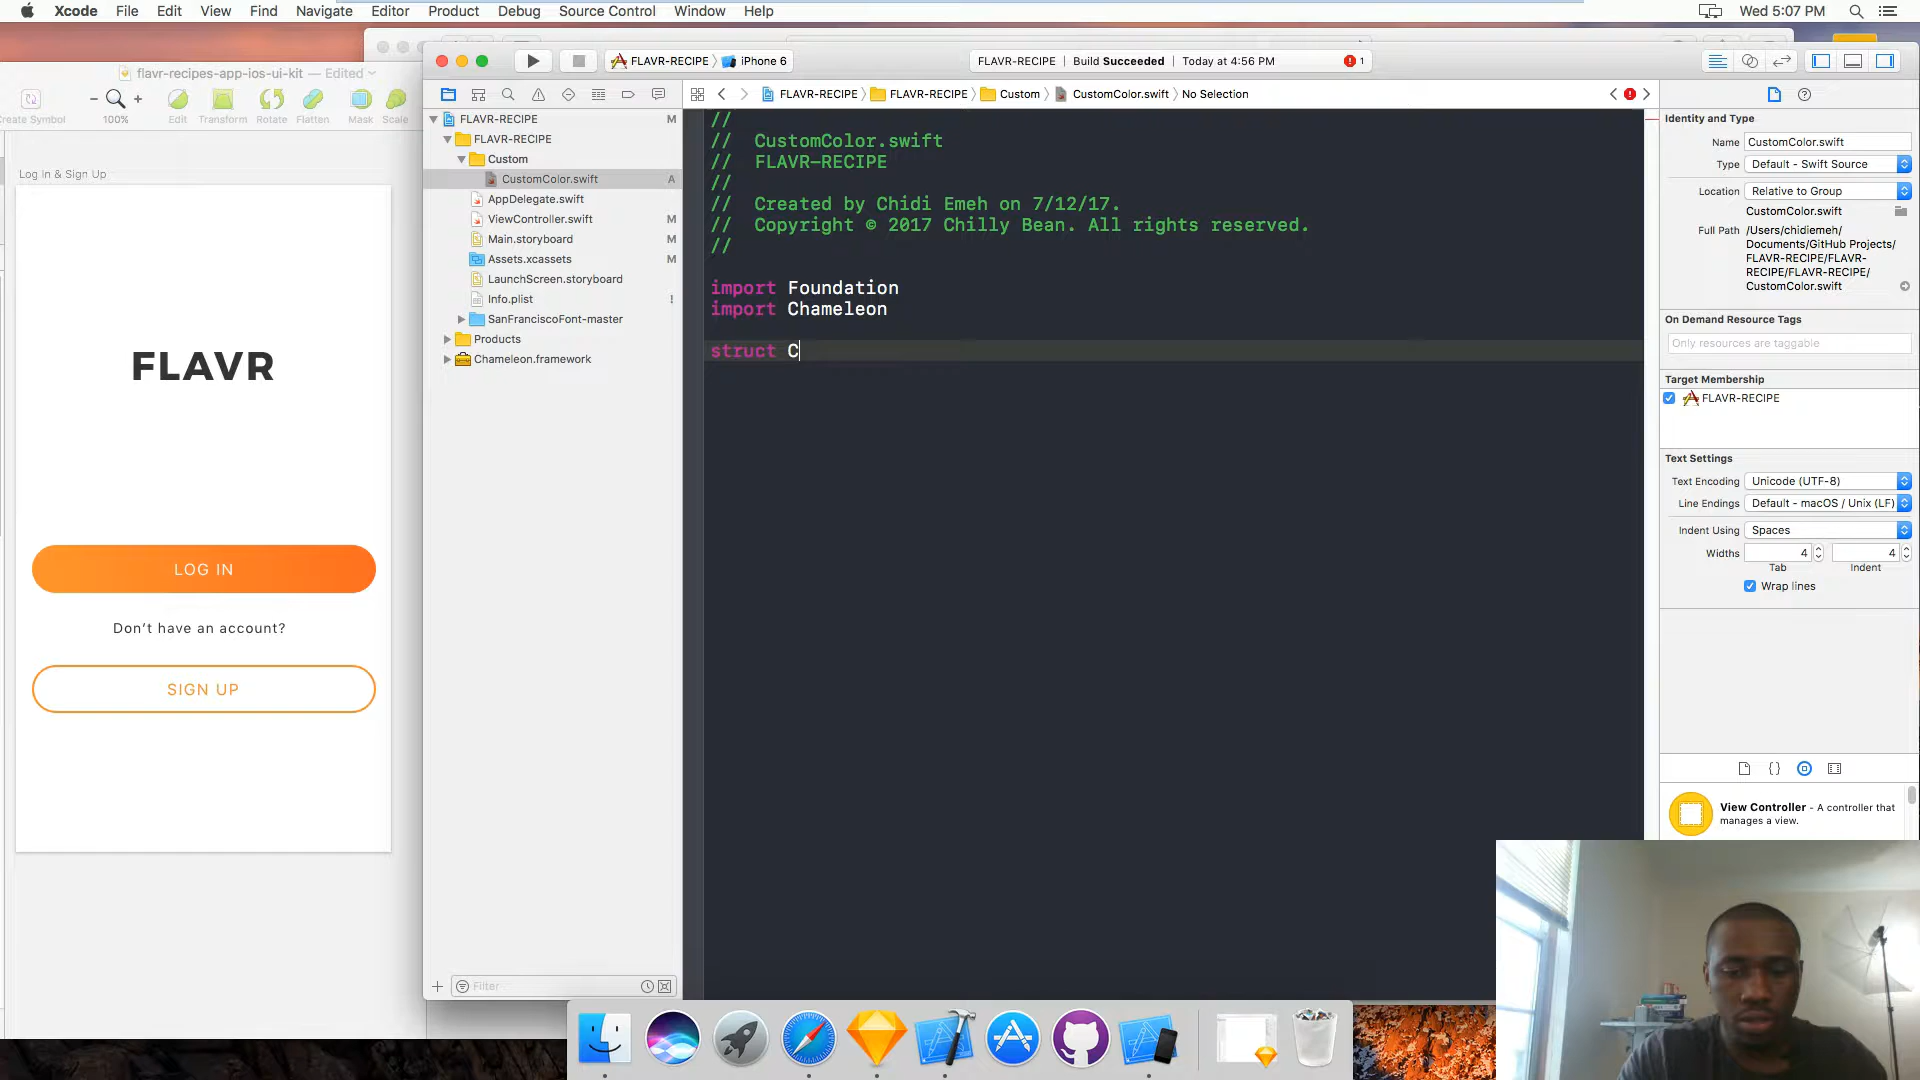 Xcode File Edit View Find Navigate Editor Product Debug Source Control Window Help Wed 5:07 PM
flavr-recipes-app-ios-ui-kit — Edited
Create Symbol 100% Edit Transform Rotate Flatten Mask Scale
Log In & Sign Up
FLAVR
LOG IN
Don't have an account?
SIGN UP
FLAVR-RECIPE iPhone 6 FLAVR-RECIPE | Build Succeeded | Today at 4:56 PM 1
FLAVR-RECIPE FLAVR-RECIPE Custom CustomColor.swift No Selection
FLAVR-RECIPE M
FLAVR-RECIPE
Custom
CustomColor.swift A
AppDelegate.swift
ViewController.swift M
Main.storyboard M
Assets.xcassets M
LaunchScreen.storyboard
Info.plist !
SanFranciscoFont-master
Products
Chameleon.framework
Filter
//
// CustomColor.swift
// FLAVR-RECIPE
//
// Created by Chidi Emeh on 7/12/17.
// Copyright © 2017 Chilly Bean. All rights reserved.
//
import Foundation
import Chameleon
struct C
Identity and Type
Name CustomColor.swift
Type Default - Swift Source
Location Relative to Group
CustomColor.swift
Full Path /Users/chidiemeh/
Documents/GitHub Projects/
FLAVR-RECIPE/FLAVR-
RECIPE/FLAVR-RECIPE/
CustomColor.swift
On Demand Resource Tags
Only resources are taggable
Target Membership
FLAVR-RECIPE
Text Settings
Text Encoding Unicode (UTF-8)
Line Endings Default - macOS / Unix (LF)
Indent Using Spaces
Widths 4 4
Tab Indent
Wrap lines
{}
View Controller - A controller that
manages a view.